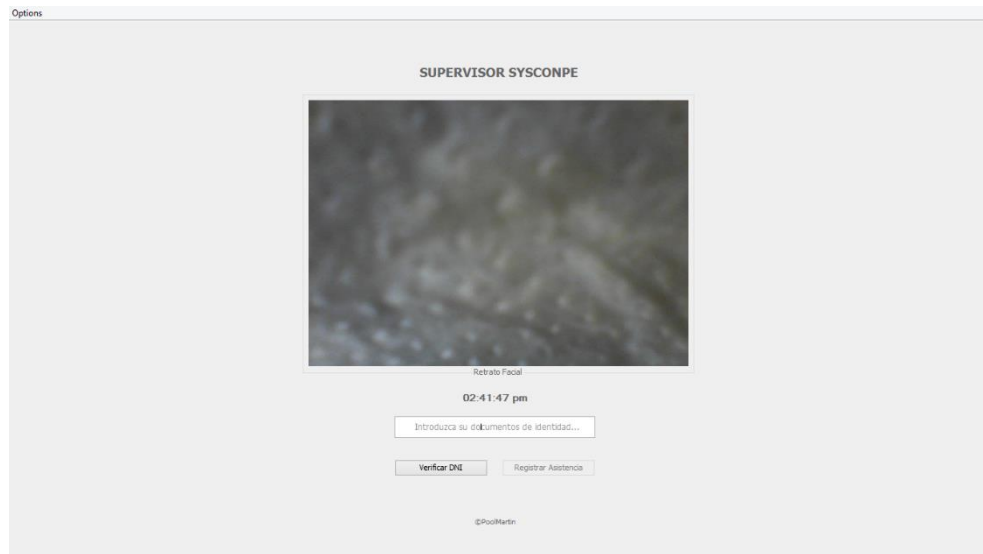 Options
SUPERVISOR SYSCONPE
Retrato Facial
02:41:47 pm
Introduzca su documentos de identidad...
Verificar DNI
Registrar Asistencia
©PoolMartin